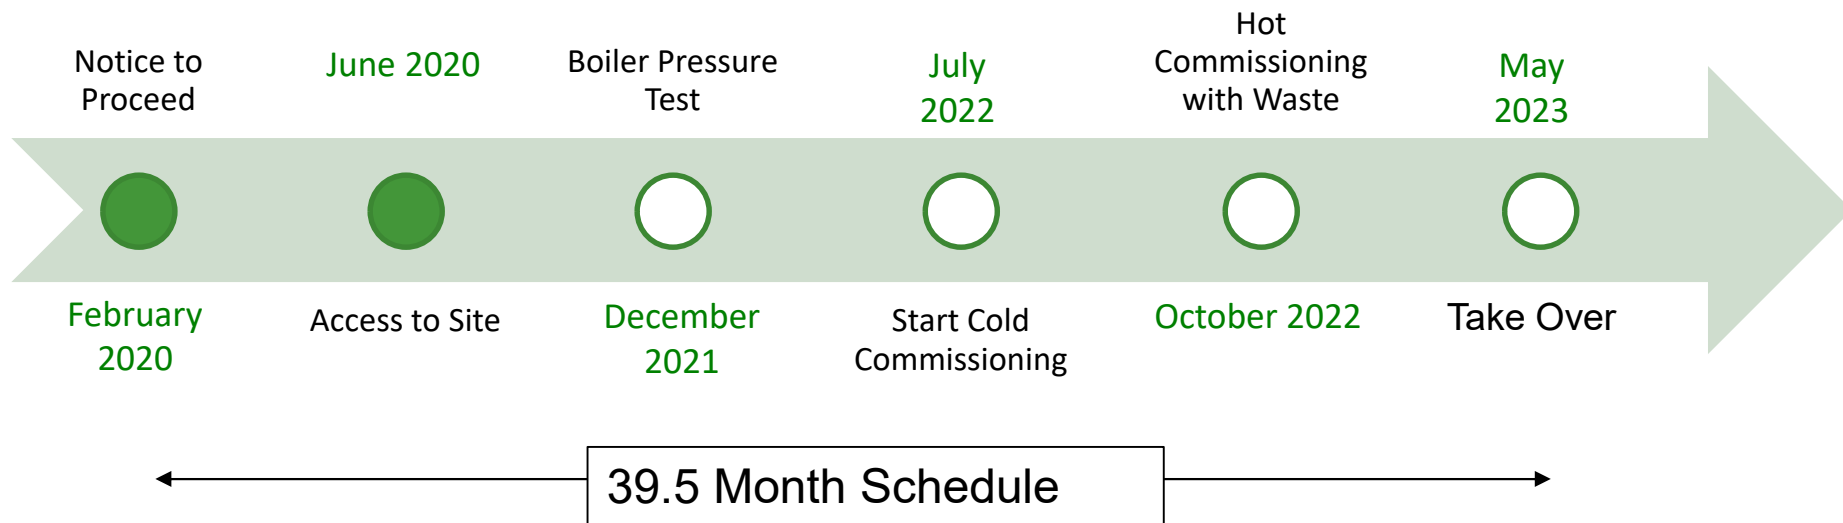 Notice to
Proceed
June 2020
Boiler Pressure
Test
July
2022
Hot
Commissioning
with Waste
May
2023
February
2020
Access to Site
December
2021
Start Cold
Commissioning
October 2022
Take Over
39.5 Month Schedule